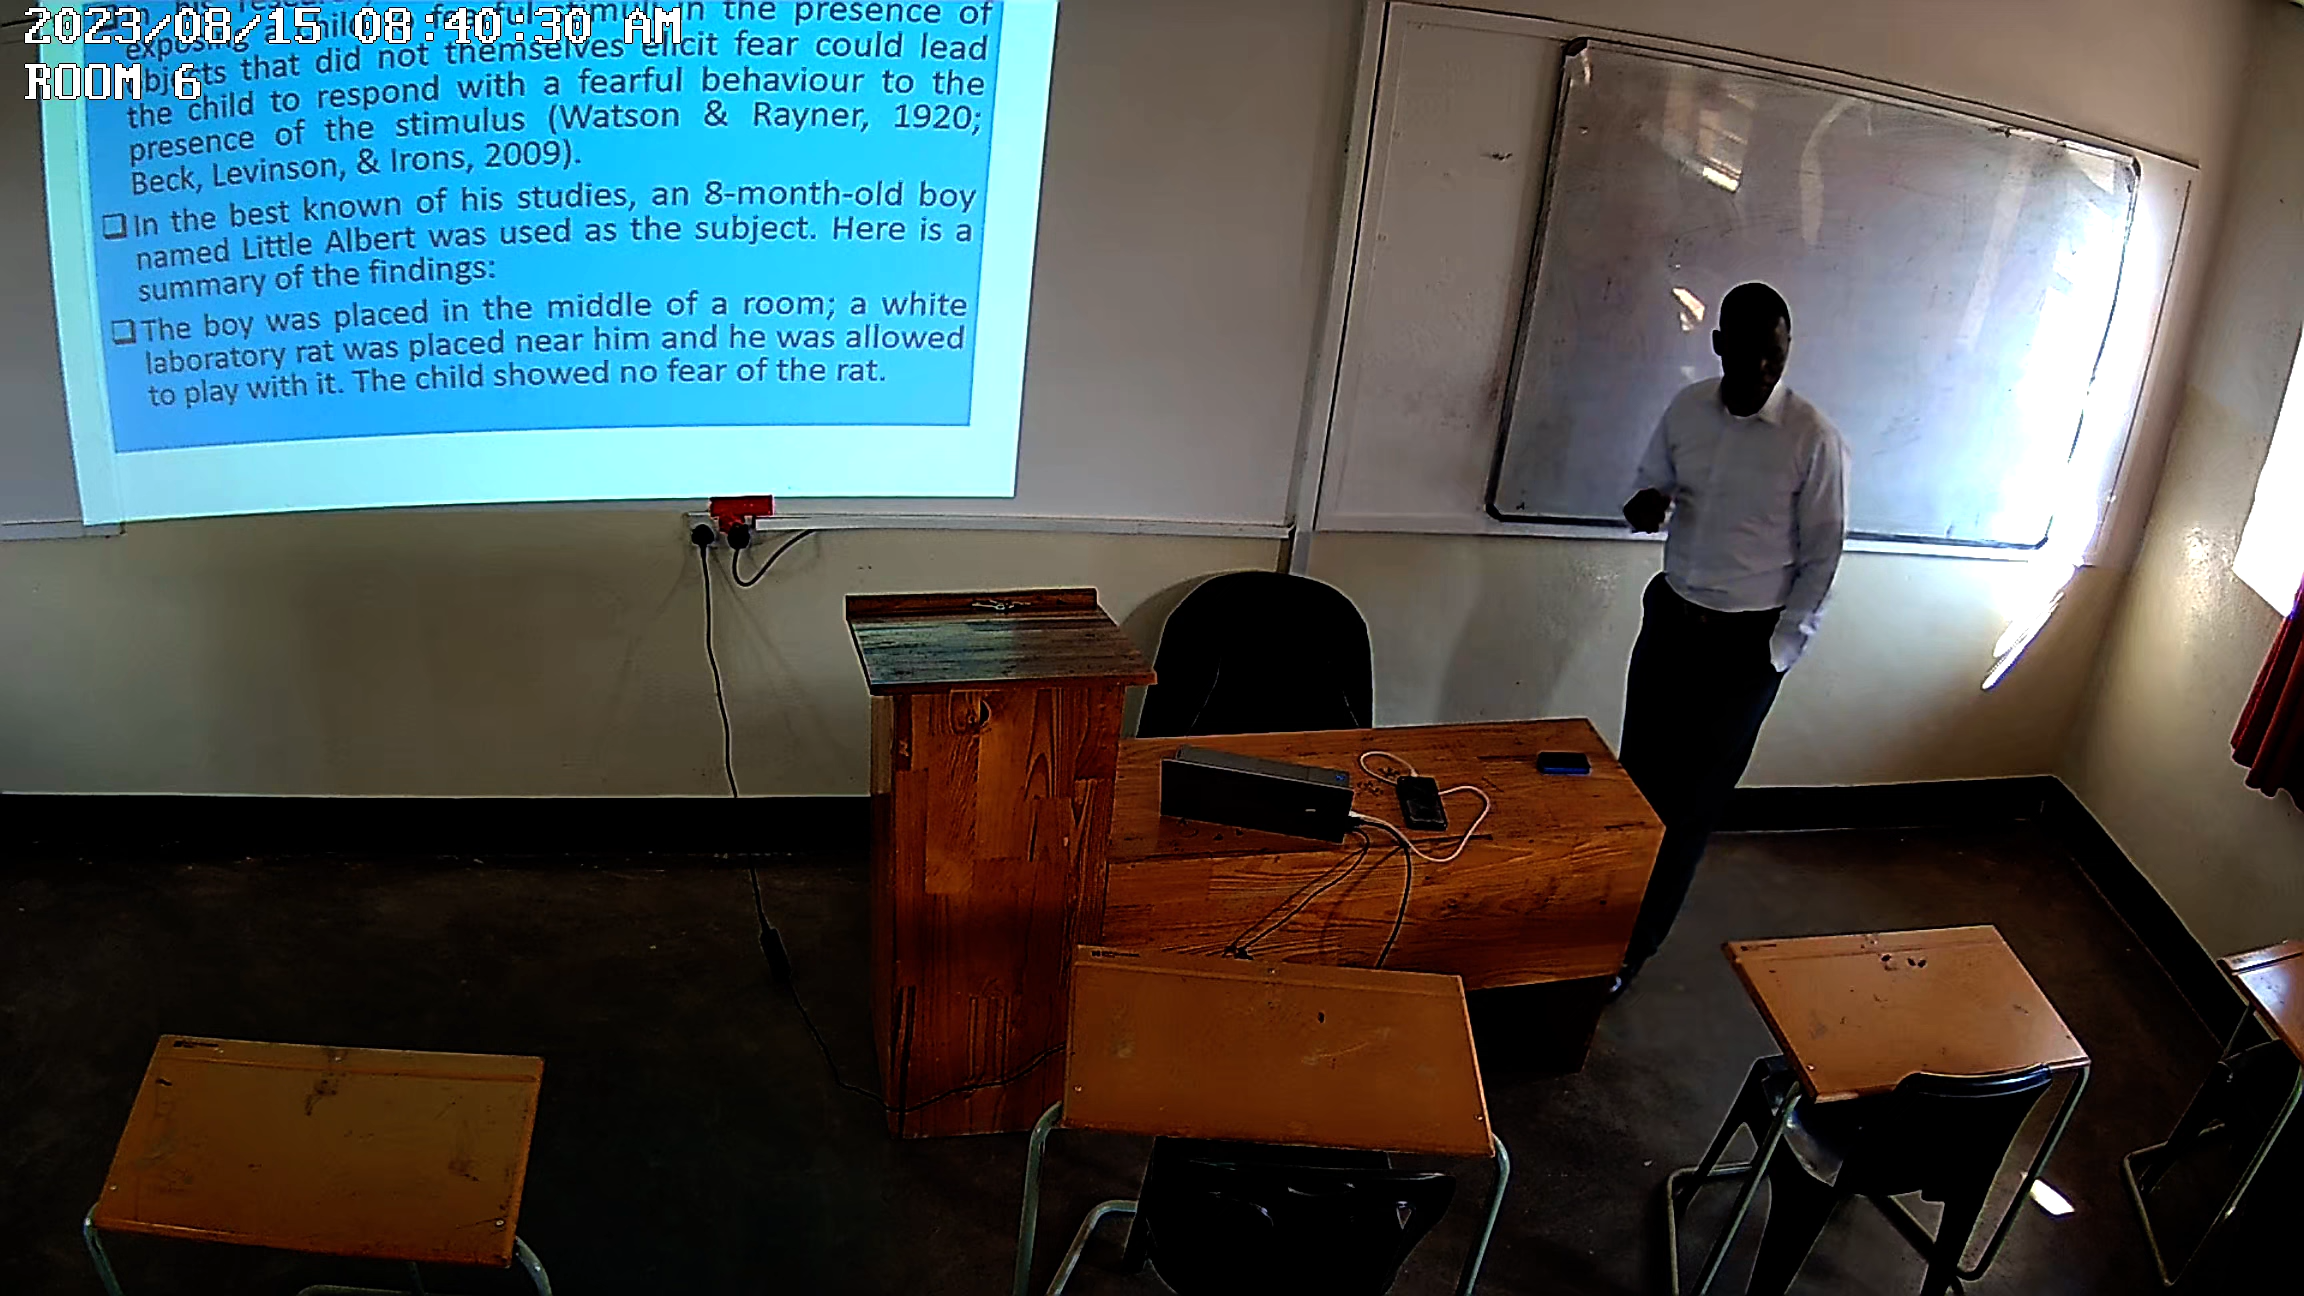 2023/08/15 08:40:30 AM
ROOM 6
in the presence of
exposing a themselves elicit fear could lead
objects that did not
the child to respond with a fearful behaviour to the
presence of the stimulus (Watson & Rayner, 1920;
Beck, Levinson, & Irons, 2009).
❑In the best known of his studies, an 8-month-old boy
named Little Albert was used as the subject. Here is a
summary of the findings:
❑The boy was placed in the middle of a room; a white
laboratory rat was placed near him and he was allowed
to play with it. The child showed no fear of the rat.